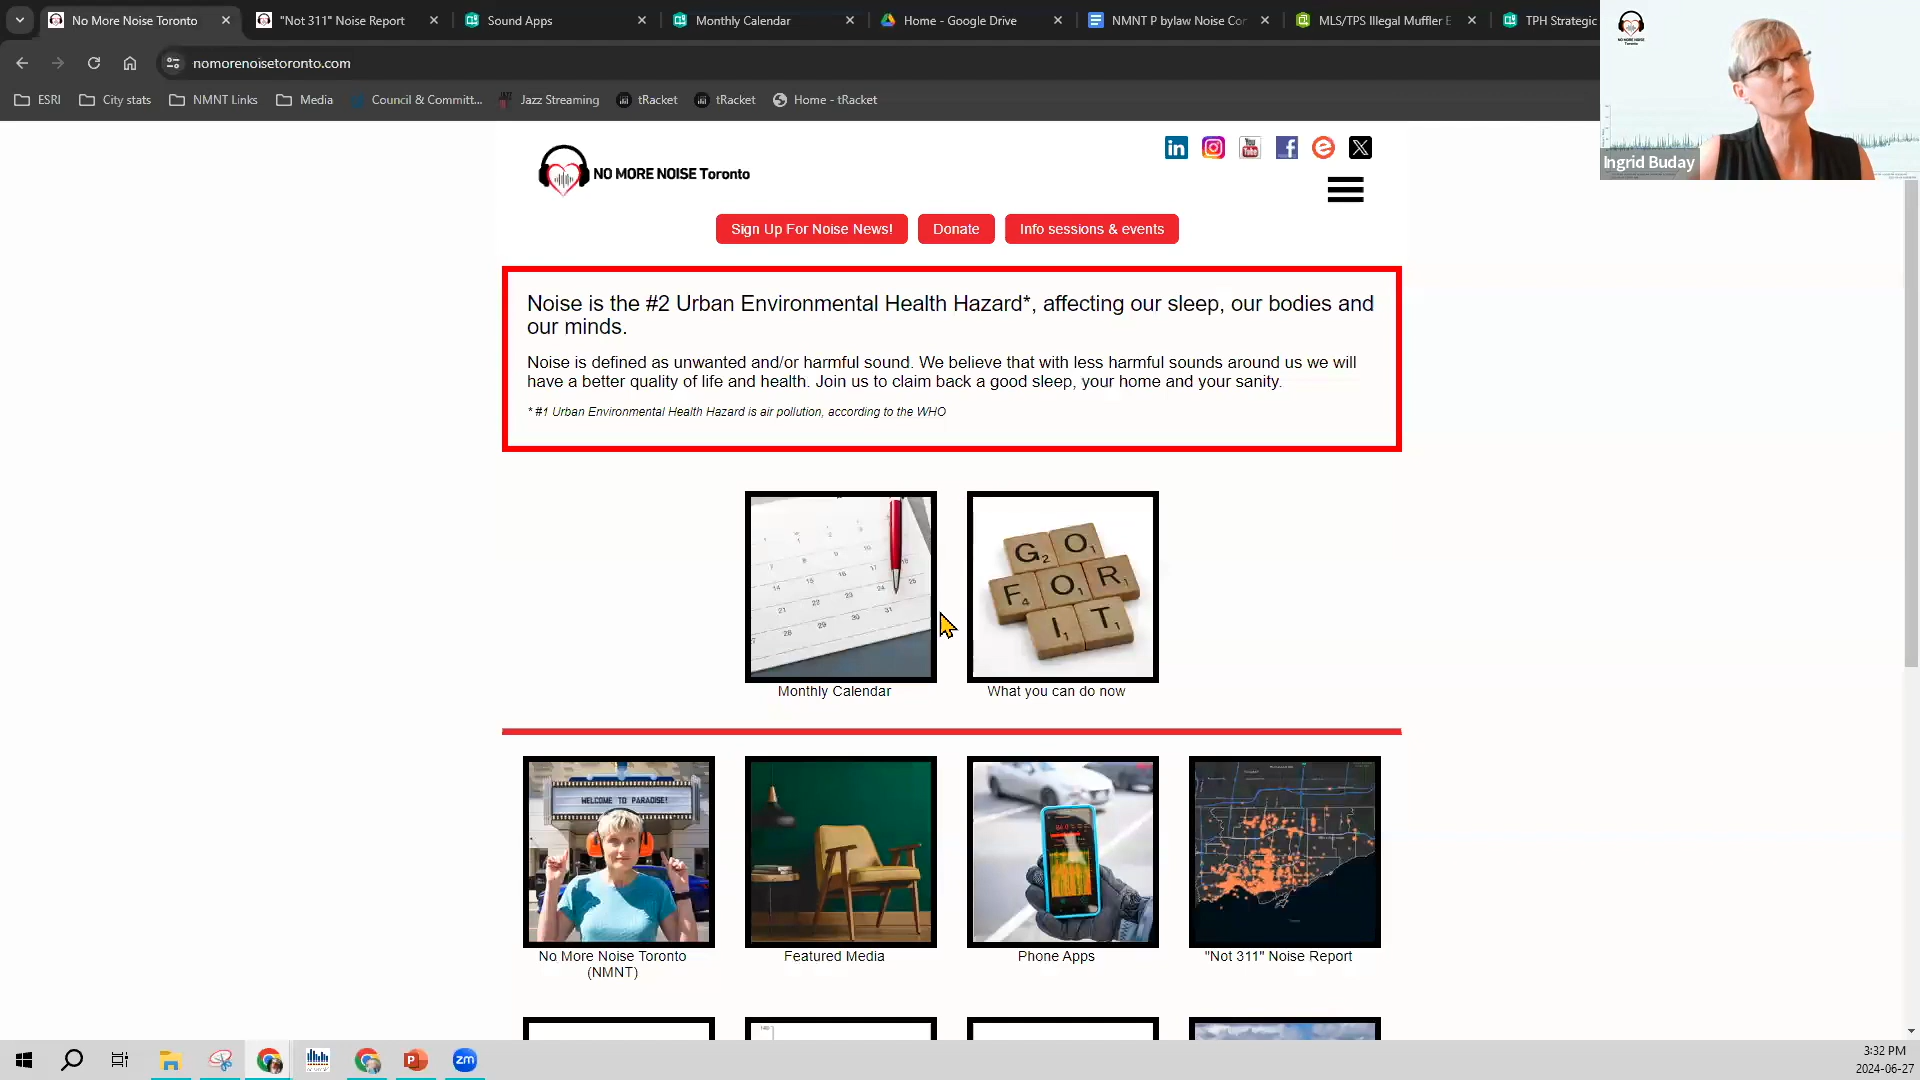 No More Noise Toronto
"Not 311" Noise Report
Sound Apps
Monthly Calendar
Home - Google Drive
NMNT P bylaw Noise Cor
MLS/TPS Illegal Muffler E
TPH Strategic
nomorenoisetoronto.com
ESRI
City stats
NMNT Links
Media
Council & Committ...
Jazz Streaming
tRacket
tRacket
Home - tRacket
NO MORE NOISE
Toronto
Ingrid Buday
NO MORE NOISE Toronto
Sign Up For Noise News!
Donate
Info sessions & events
Noise is the #2 Urban Environmental Health Hazard*, affecting our sleep, our bodies and
our minds.
Noise is defined as unwanted and/or harmful sound. We believe that with less harmful sounds around us we will
have a better quality of life and health. Join us to claim back a good sleep, your home and your sanity.
* #1 Urban Environmental Health Hazard is air pollution, according to the WHO
GO
FOR
IT
Monthly Calendar
What you can do now
WELCOME TO PARADISE!
No More Noise Toronto
(NMNT)
Featured Media
Phone Apps
"Not 311" Noise Report
3:32 PM
2024-06-27